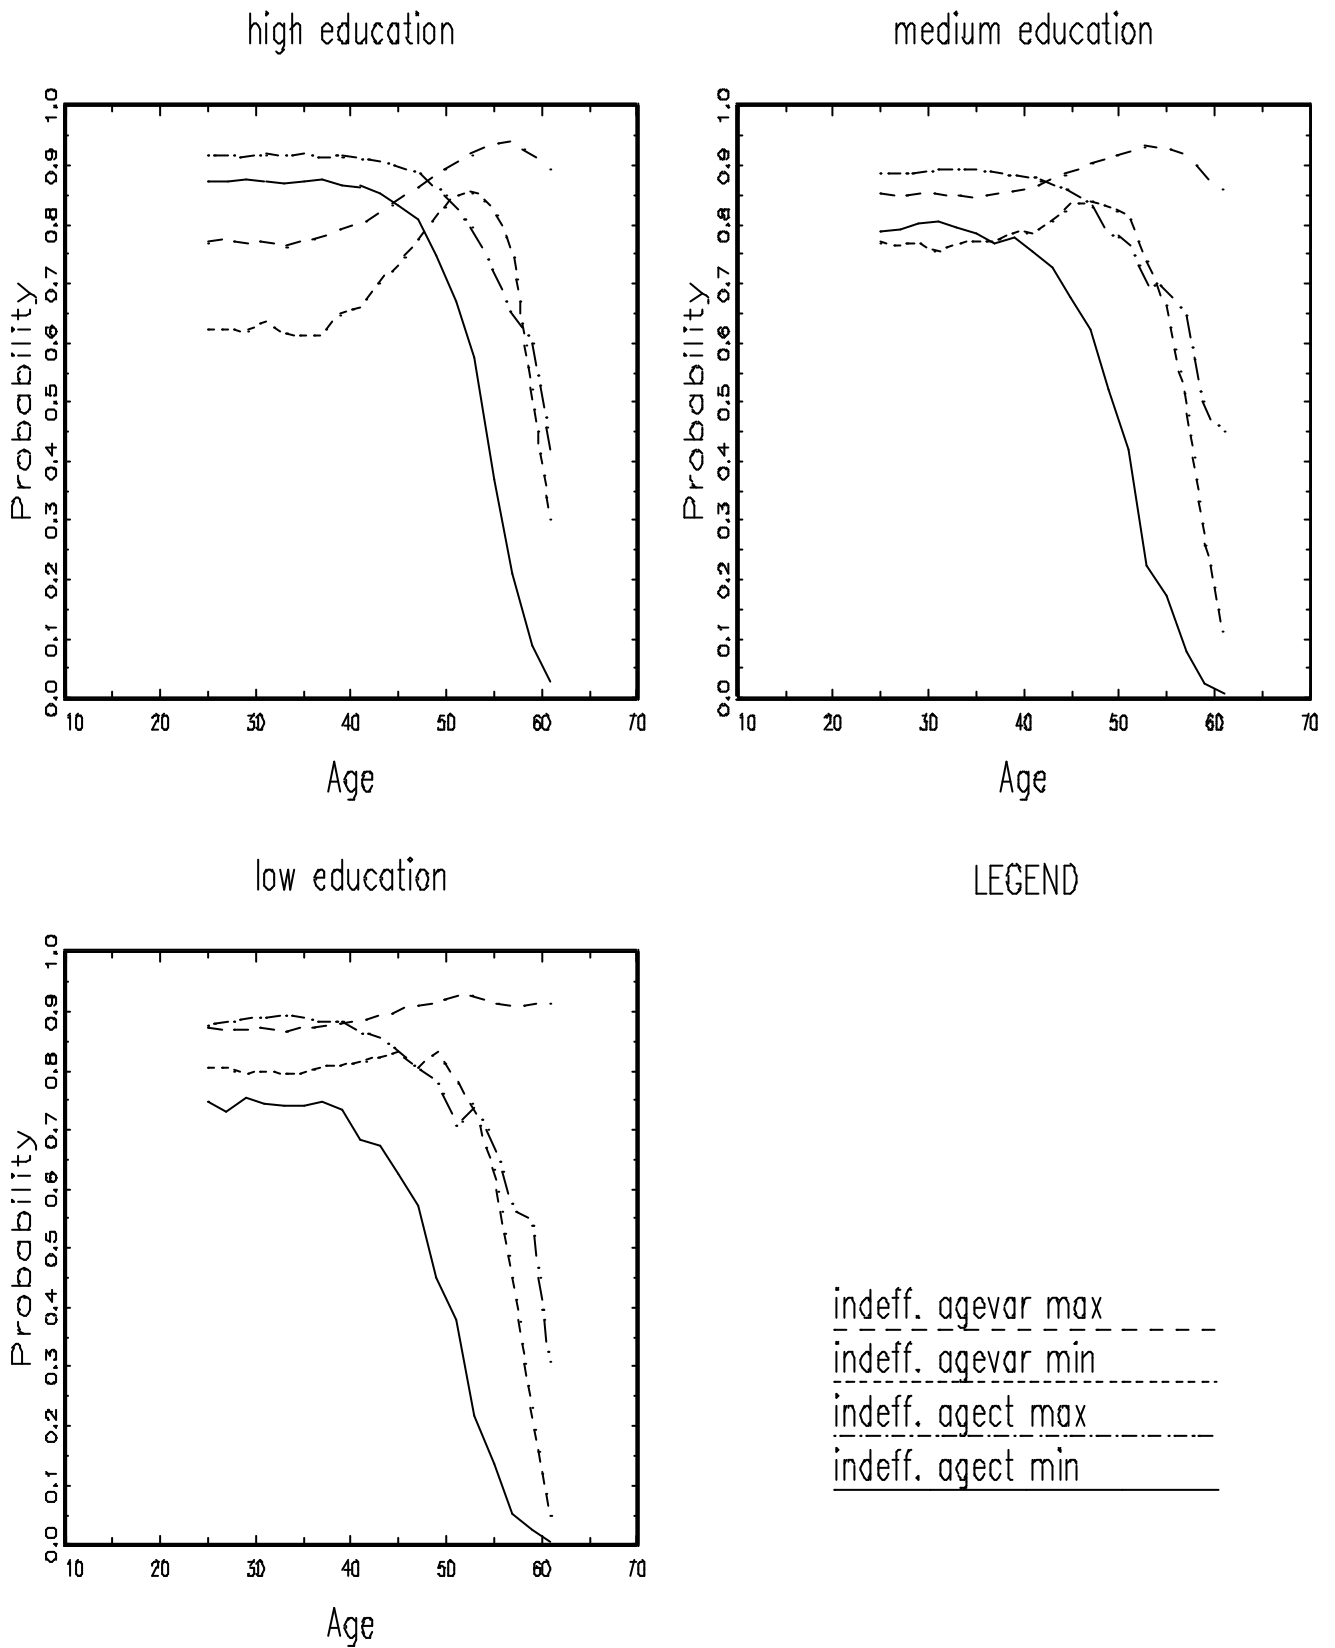 high education
1.0
0.9
0.8
0.7
0.6
0.5
0.4
0.3
0.2
0.1
0.0
Probability
10 20 30 40 50 60 70
Age
medium education
1.0
0.9
0.8
0.7
0.6
0.5
0.4
0.3
0.2
0.1
0.0
Probability
10 20 30 40 50 60 70
Age
low education
1.0
0.9
0.8
0.7
0.6
0.5
0.4
0.3
0.2
0.1
0.0
Probability
10 20 30 40 50 60 70
Age
LEGEND
indeff. agevar max
indeff. agevar min
indeff. agect max
indeff. agect min